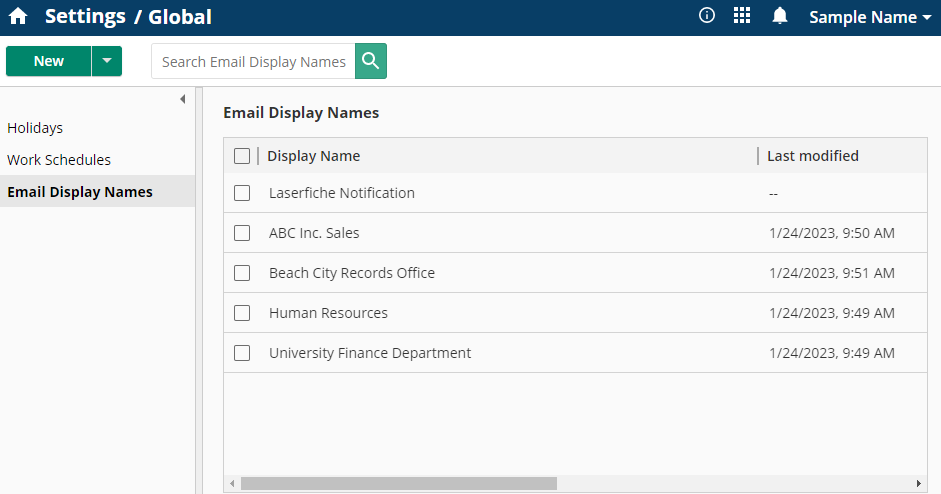 Settings / Global
Sample Name
New
Search Email Display Names
Holidays
Work Schedules
Email Display Names
Email Display Names
Display Name Last modified
Laserfiche Notification --
ABC Inc. Sales 1/24/2023, 9:50 AM
Beach City Records Office 1/24/2023, 9:51 AM
Human Resources 1/24/2023, 9:49 AM
University Finance Department 1/24/2023, 9:49 AM